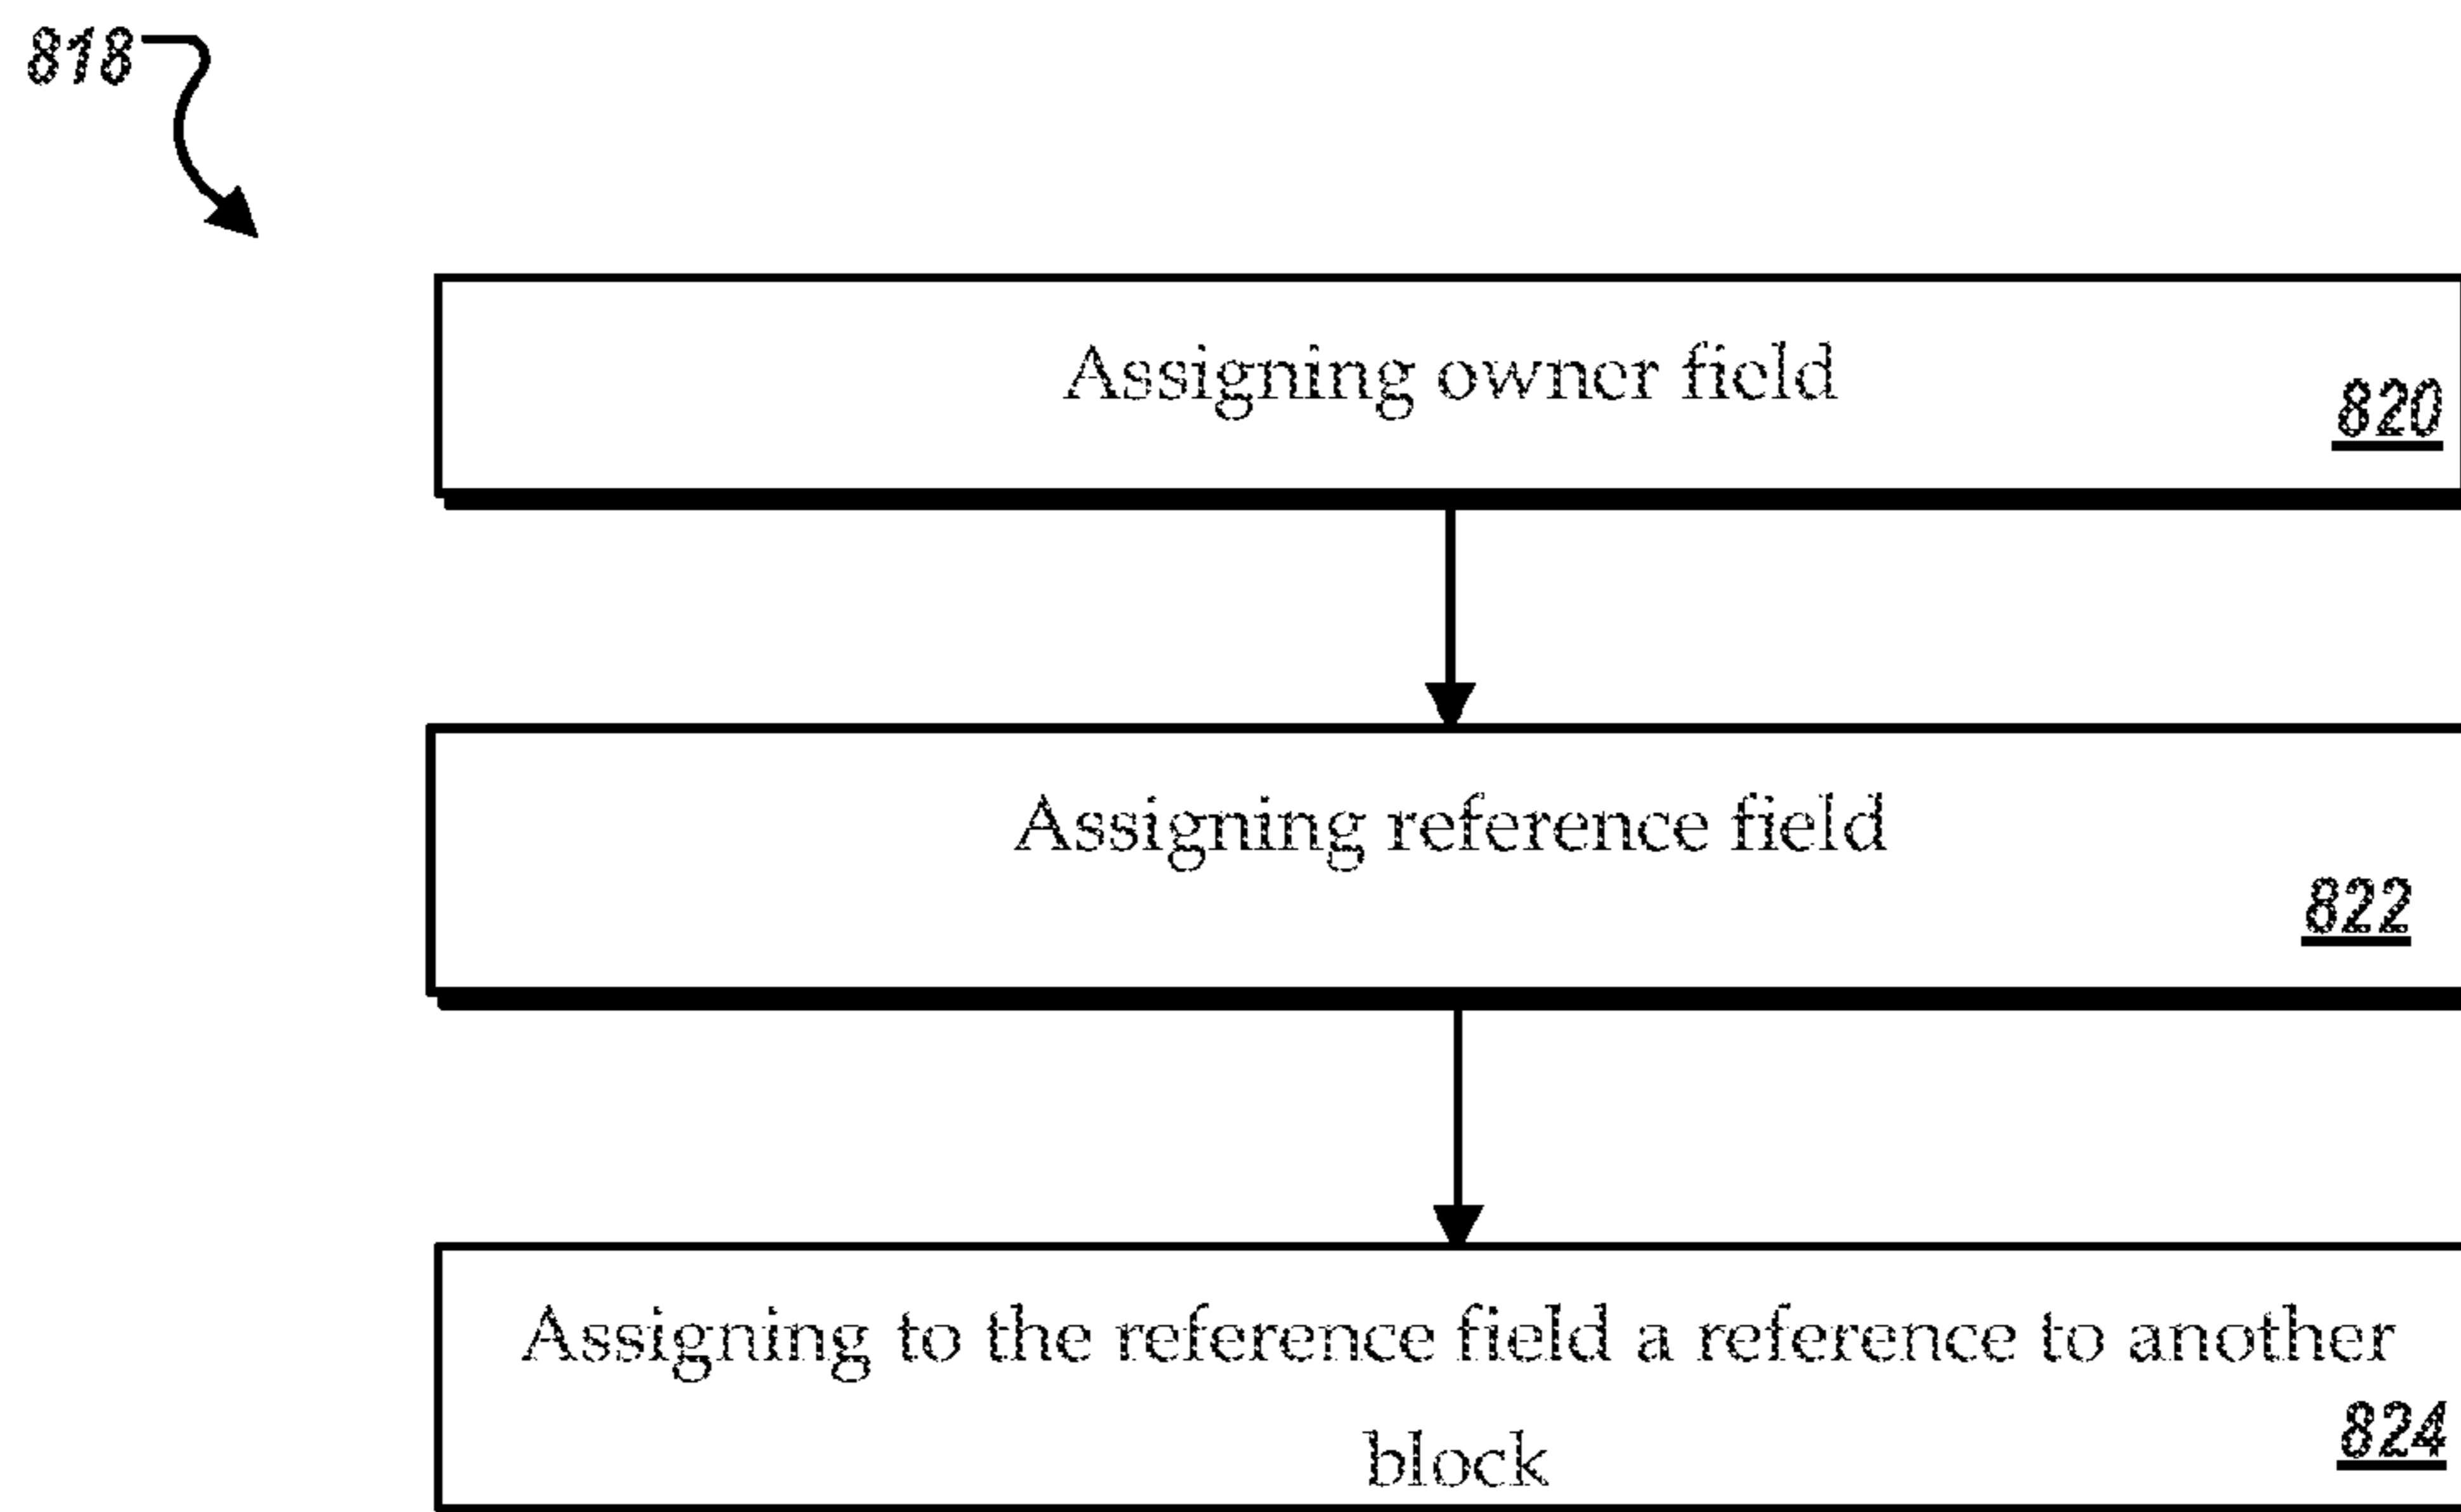 818
Assigning owner field
820
Assigning reference field
822
Assigning to the reference field a reference to another
block
824